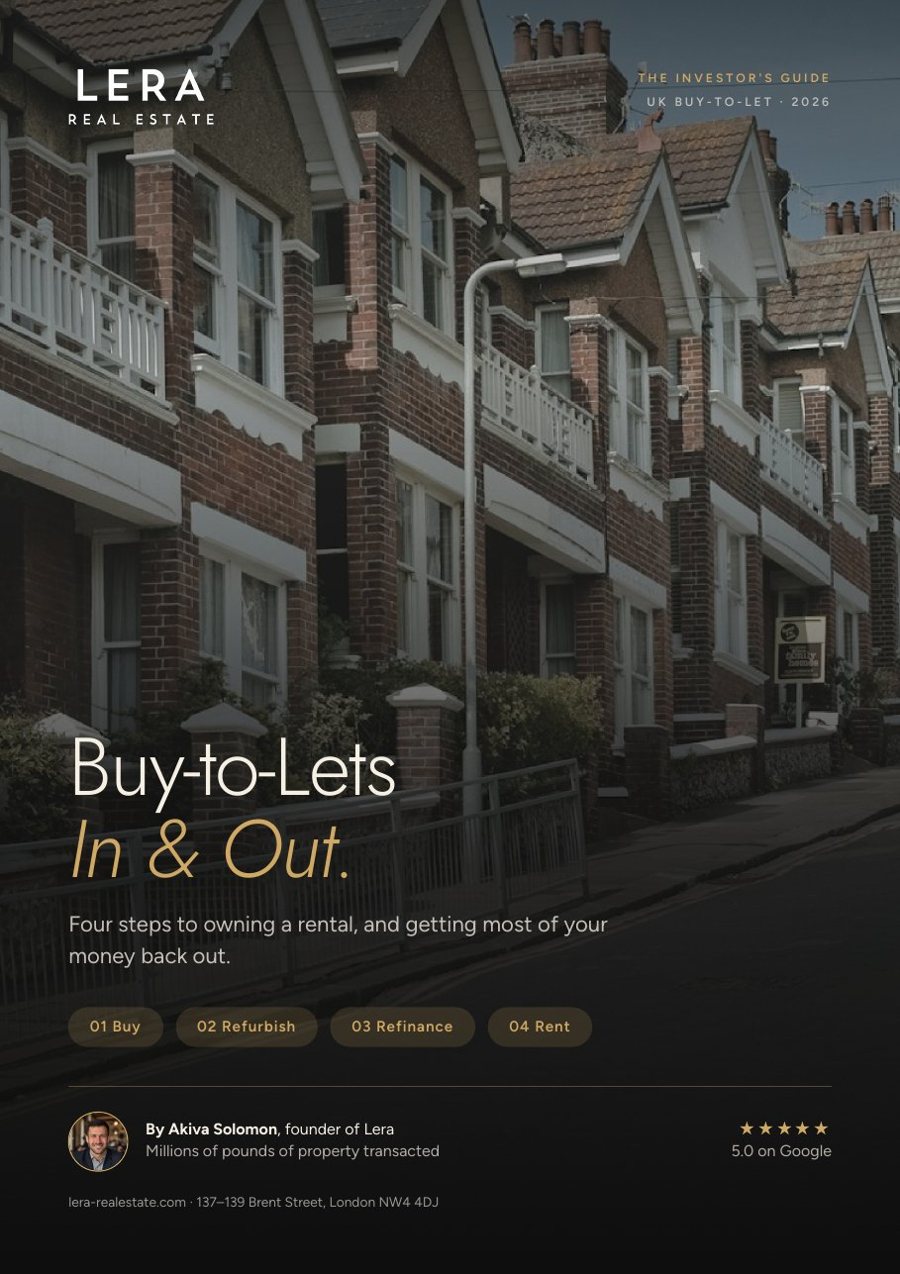 LERA
REAL ESTATE
THE INVESTOR'S GUIDE
UK BUY-TO-LET · 2026
family
homes
Buy-to-Lets
In & Out.
Four steps to owning a rental, and getting most of your
money back out.
01 Buy
02 Refurbish
03 Refinance
04 Rent
By Akiva Solomon, founder of Lera
Millions of pounds of property transacted
★★★★★
5.0 on Google
lera-realestate.com · 137–139 Brent Street, London NW4 4DJ